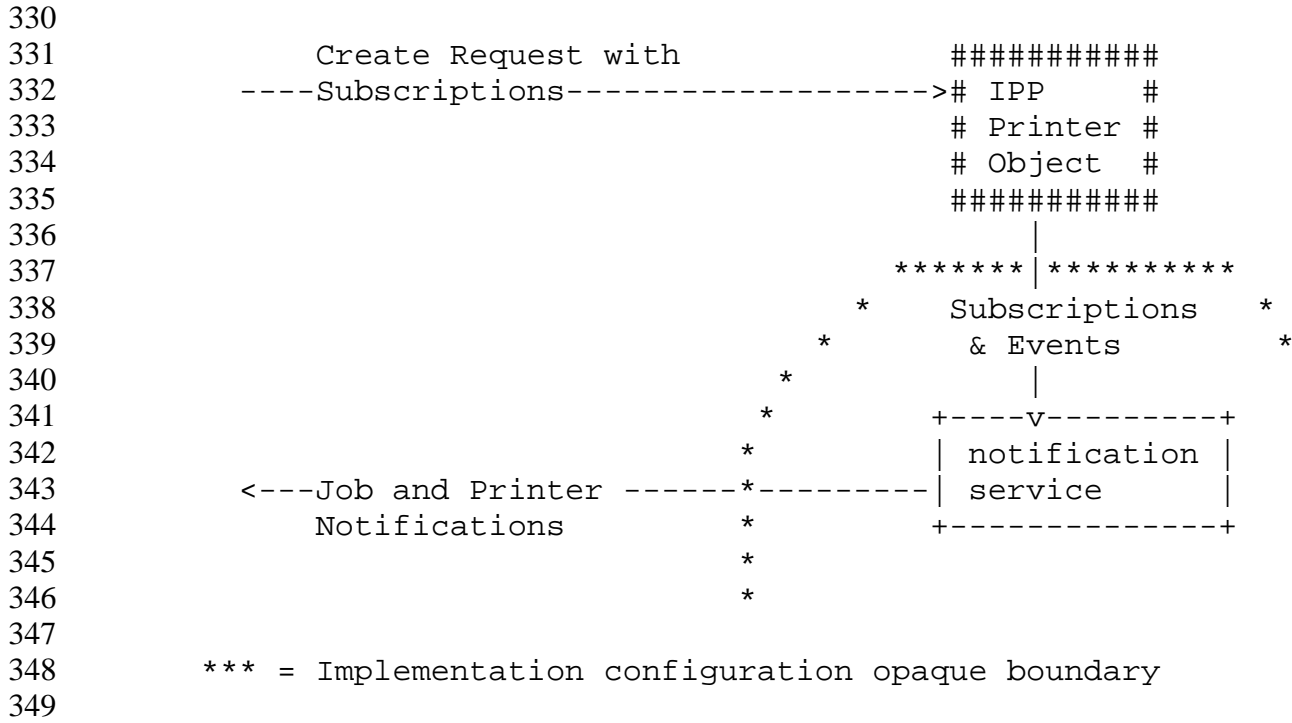 330
331                Create Request with              ###########
332            ----Subscriptions------------------->#  IPP     #
333                                                 # Printer #
334                                                 # Object  #
335                                                 ###########
336                                                     |
337                                              *******|**********
338                                            *    Subscriptions   *
339                                          *       & Events        *
340                                        *            |
341                                       *        +----v---------+
342                                      *         | notification |
343            <---Job and Printer ------*---------| service      |
344                Notifications         *         +--------------+
345                                      *
346                                      *
347
348          *** = Implementation configuration opaque boundary
349